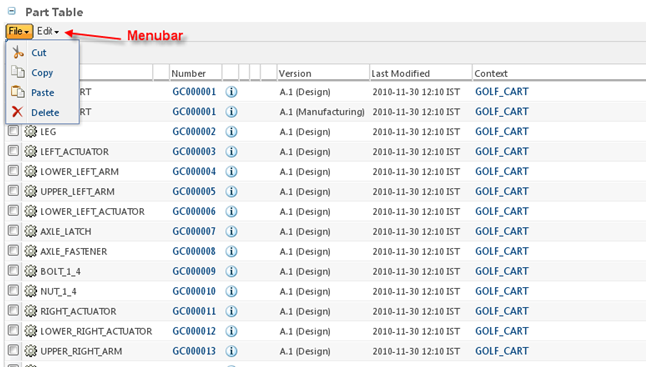 Part Table
File Edit Menubar
Cut
Copy
Paste
Delete
Number Version Last Modified Context
RT GC000001 A.1 (Design) 2010-11-30 12:10 IST GOLF_CART
RT GC000001 A.1 (Manufacturing) 2010-11-30 12:10 IST GOLF_CART
LEG GC000002 A.1 (Design) 2010-11-30 12:10 IST GOLF_CART
LEFT_ACTUATOR GC000003 A.1 (Design) 2010-11-30 12:10 IST GOLF_CART
LOWER_LEFT_ARM GC000004 A.1 (Design) 2010-11-30 12:10 IST GOLF_CART
UPPER_LEFT_ARM GC000005 A.1 (Design) 2010-11-30 12:10 IST GOLF_CART
LOWER_LEFT_ACTUATOR GC000006 A.1 (Design) 2010-11-30 12:10 IST GOLF_CART
AXLE_LATCH GC000007 A.1 (Design) 2010-11-30 12:10 IST GOLF_CART
AXLE_FASTENER GC000008 A.1 (Design) 2010-11-30 12:10 IST GOLF_CART
BOLT_1_4 GC000009 A.1 (Design) 2010-11-30 12:10 IST GOLF_CART
NUT_1_4 GC000010 A.1 (Design) 2010-11-30 12:10 IST GOLF_CART
RIGHT_ACTUATOR GC000011 A.1 (Design) 2010-11-30 12:10 IST GOLF_CART
LOWER_RIGHT_ACTUATOR GC000012 A.1 (Design) 2010-11-30 12:10 IST GOLF_CART
UPPER_RIGHT_ARM GC000013 A.1 (Design) 2010-11-30 12:10 IST GOLF_CART